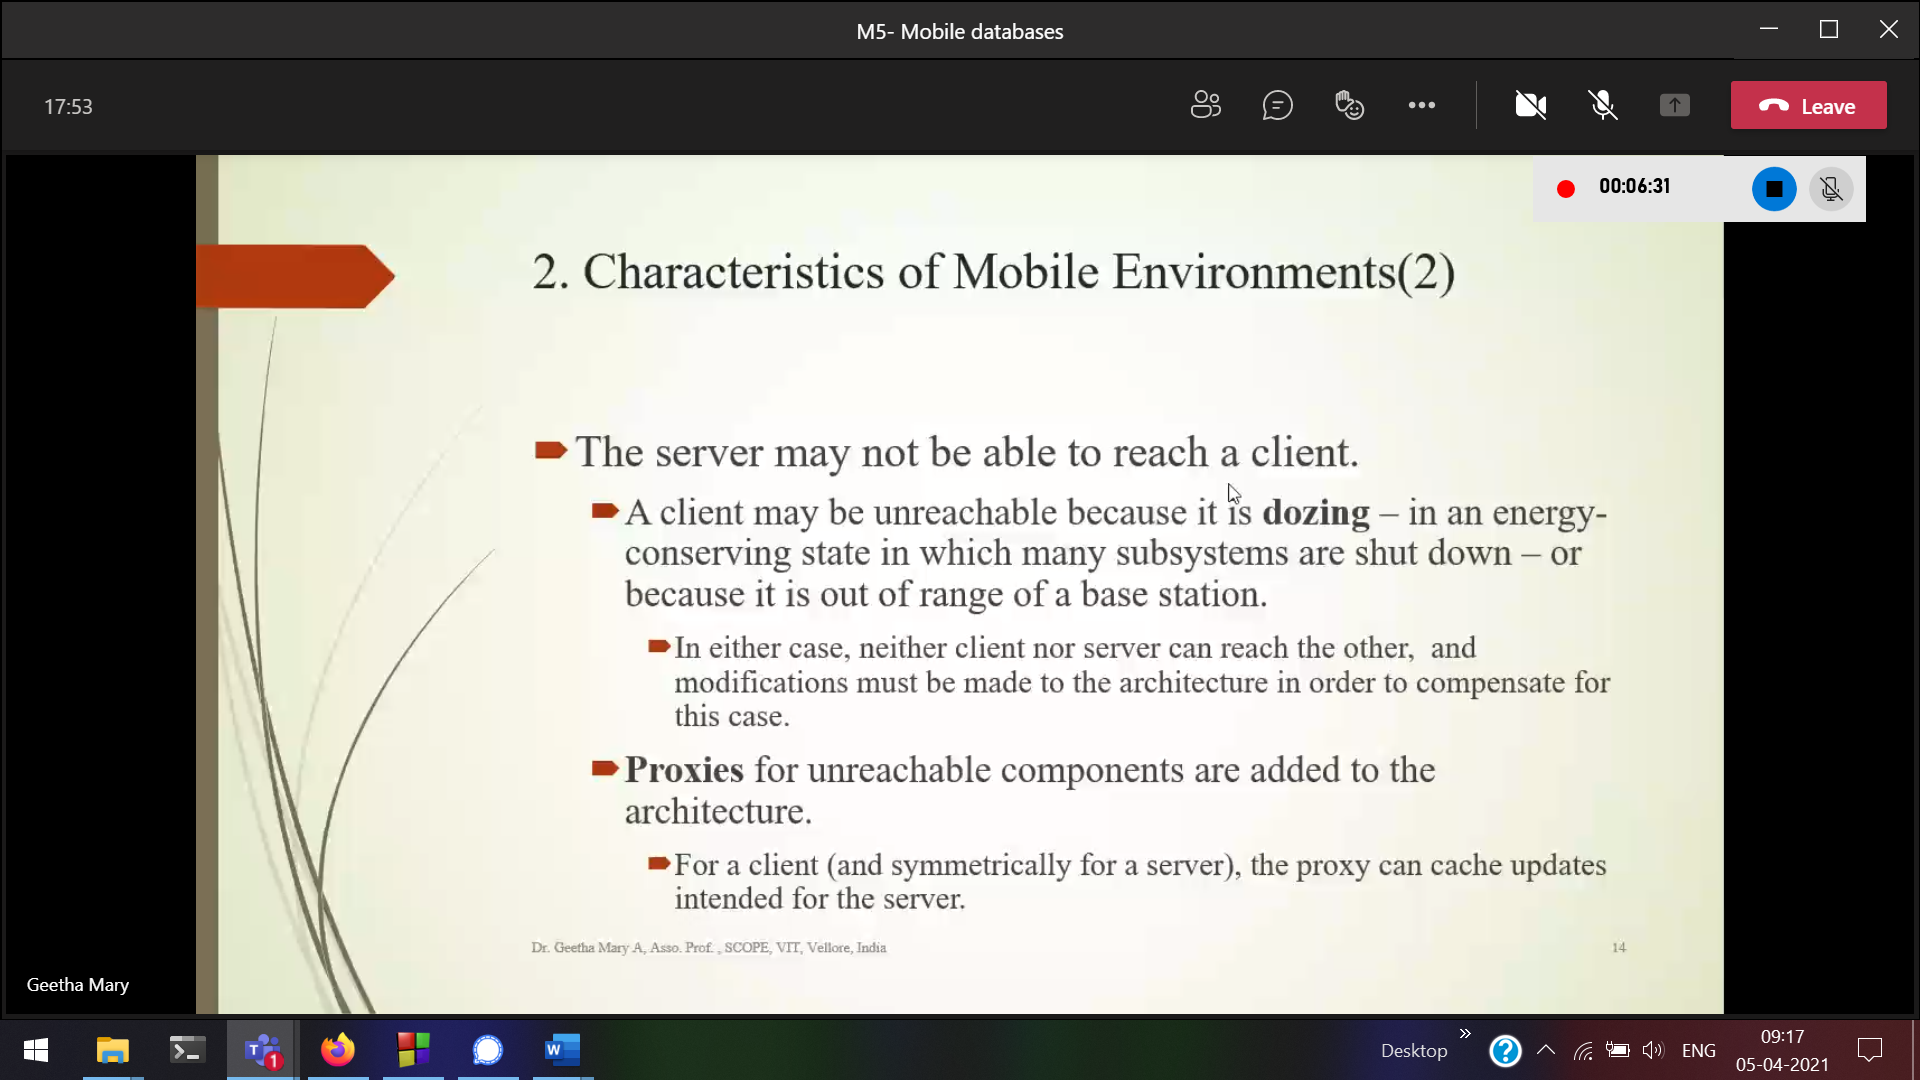 M5- Mobile databases
17:53
Leave
00:06:31
2. Characteristics of Mobile Environments(2)
The server may not be able to reach a client.
A client may be unreachable because it is dozing – in an energy-
conserving state in which many subsystems are shut down – or
because it is out of range of a base station.
In either case, neither client nor server can reach the other,  and
modifications must be made to the architecture in order to compensate for
this case.
Proxies for unreachable components are added to the
architecture.
For a client (and symmetrically for a server), the proxy can cache updates
intended for the server.
Dr. Geetha Mary A, Asso. Prof. , SCOPE, VIT, Vellore, India
14
Geetha Mary
T
1
W
Desktop
»
?
ENG
09:17
05-04-2021